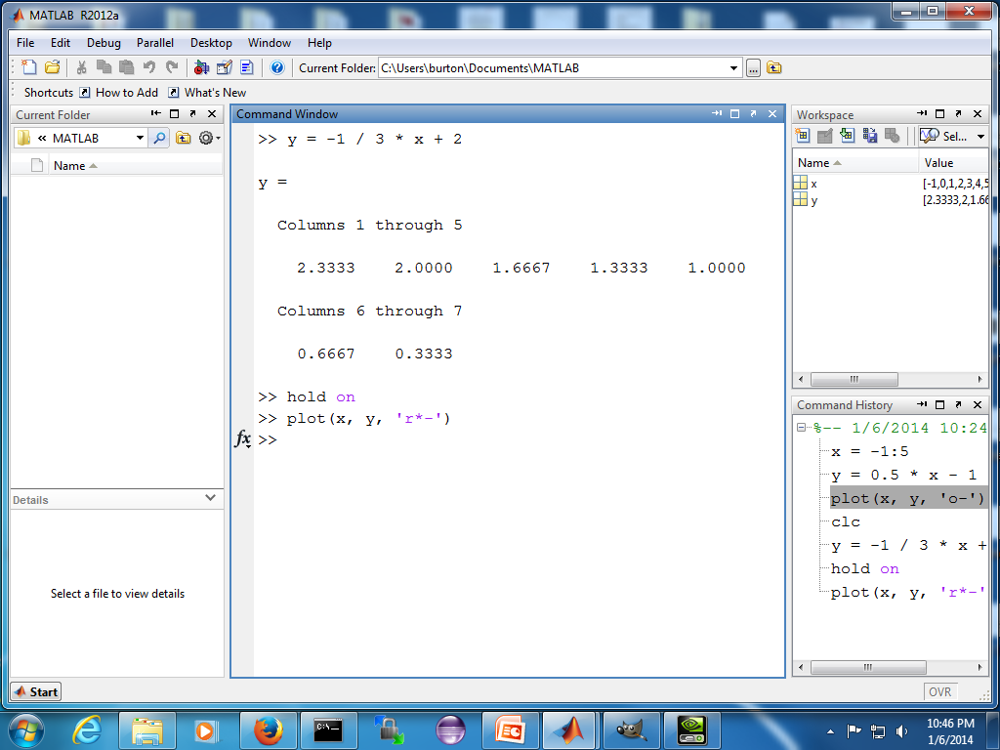 MATLAB R2012a
File Edit Debug Parallel Desktop Window Help
Current Folder: C:\Users\burton\Documents\MATLAB
Shortcuts How to Add What's New
Current Folder
« MATLAB
Name
Details
Select a file to view details
Command Window
>> y = -1 / 3 * x + 2
y =
Columns 1 through 5
2.3333 2.0000 1.6667 1.3333 1.0000
Columns 6 through 7
0.6667 0.3333
>> hold on
>> plot(x, y, 'r*-')
fx >>
Workspace
Sel...
Name Value
x [-1,0,1,2,3,4,5
y [2.3333,2,1.66
Command History
%-- 1/6/2014 10:24
x = -1:5
y = 0.5 * x - 1
plot(x, y, 'o-')
clc
y = -1 / 3 * x +
hold on
plot(x, y, 'r*-'
Start
OVR
C:\_
10:46 PM
1/6/2014